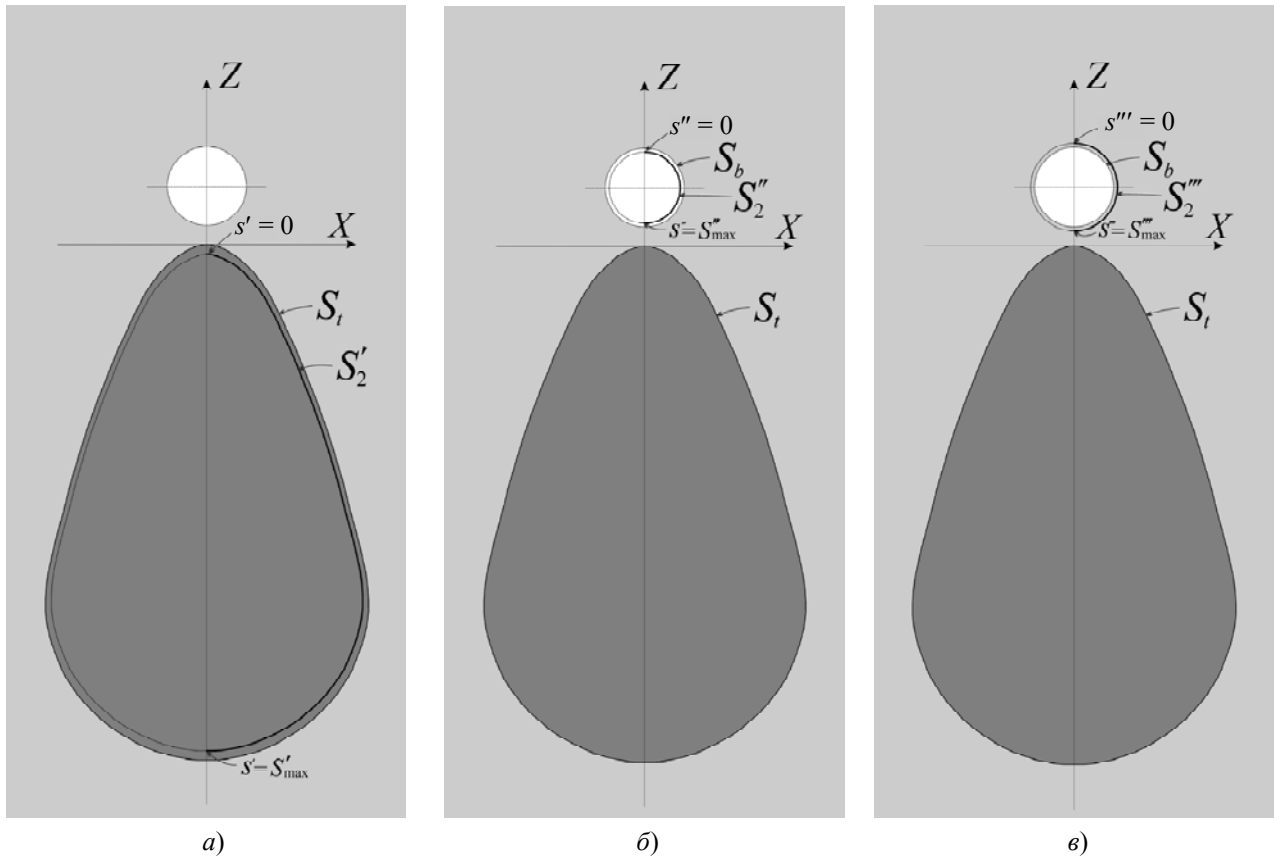 Z
s′ = 0
X
S_t
S′_2
s′=S′_max
а)
Z
s″ = 0
S_b
S″_2
s″=S″_max
X
S_t
б)
Z
s‴ = 0
S_b
S‴_2
s‴=S‴_max
X
S_t
в)